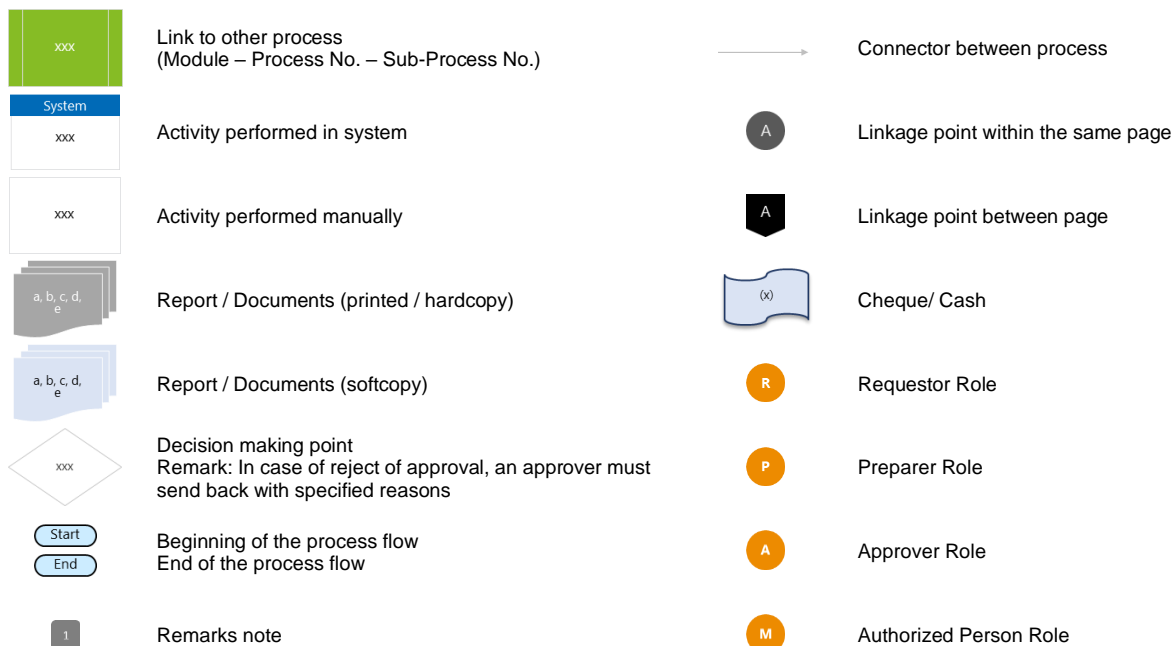 xxx
Link to other process
(Module – Process No. – Sub-Process No.)
Connector between process
System
xxx
Activity performed in system
A
Linkage point within the same page
xxx
Activity performed manually
A
Linkage point between page
a, b, c, d,
e
Report / Documents (printed / hardcopy)
(x)
Cheque/ Cash
a, b, c, d,
e
Report / Documents (softcopy)
R
Requestor Role
xxx
Decision making point
Remark: In case of reject of approval, an approver must
send back with specified reasons
P
Preparer Role
Start
End
Beginning of the process flow
End of the process flow
A
Approver Role
1
Remarks note
M
Authorized Person Role